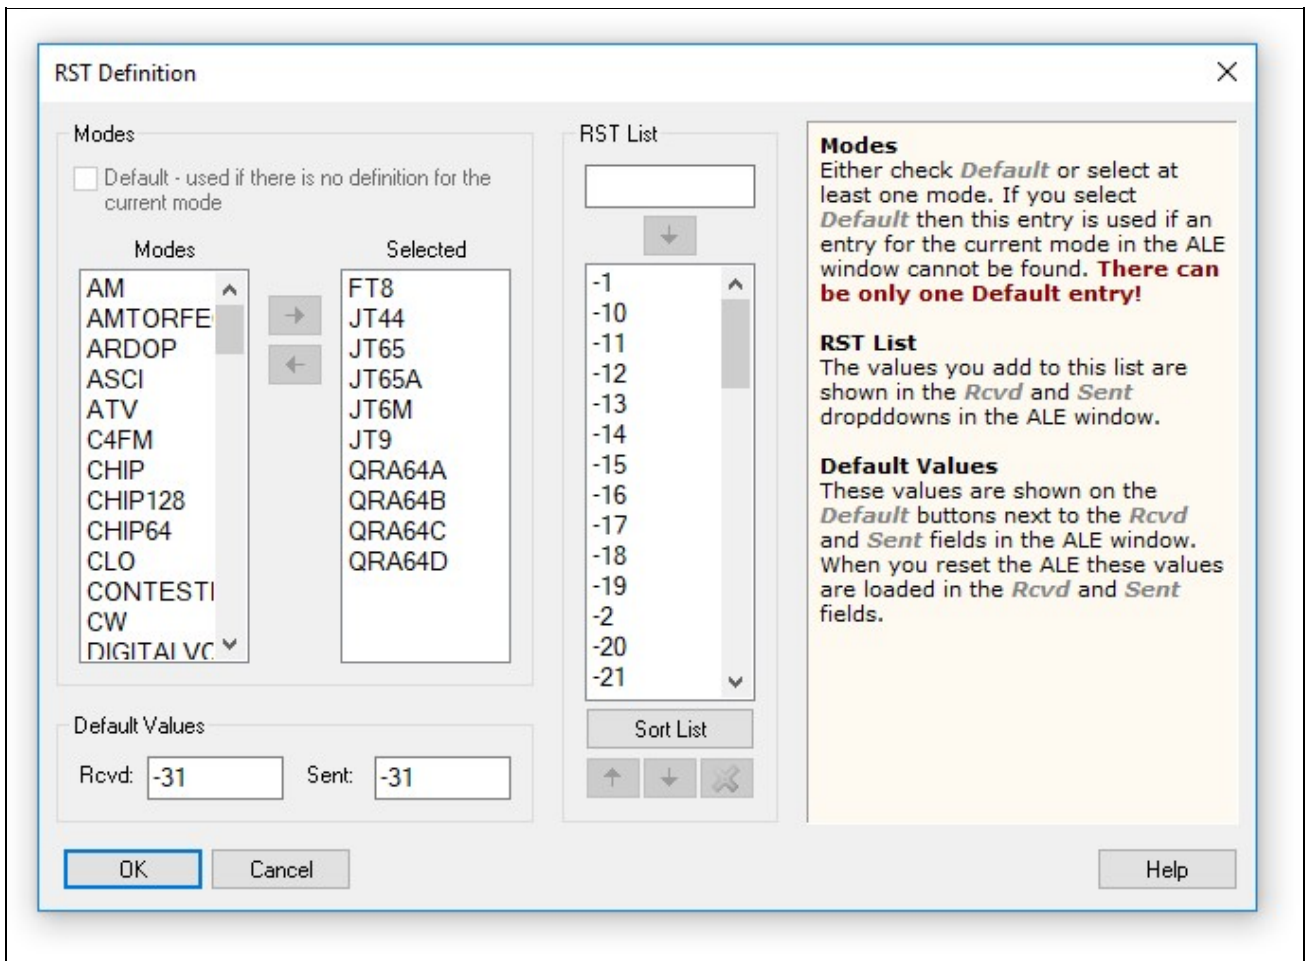 RST Definition
Modes
Default - used if there is no definition for the
current mode
Modes
AM
AMTORFE
ARDOP
ASCI
ATV
C4FM
CHIP
CHIP128
CHIP64
CLO
CONTESTI
CW
DIGITALVC
Selected
FT8
JT44
JT65
JT65A
JT6M
JT9
QRA64A
QRA64B
QRA64C
QRA64D
Default Values
Rcvd: -31 Sent: -31
RST List
-1
-10
-11
-12
-13
-14
-15
-16
-17
-18
-19
-2
-20
-21
Sort List
Modes
Either check Default or select at
least one mode. If you select
Default then this entry is used if an
entry for the current mode in the ALE
window cannot be found. There can
be only one Default entry!
RST List
The values you add to this list are
shown in the Rcvd and Sent
dropddowns in the ALE window.
Default Values
These values are shown on the
Default buttons next to the Rcvd
and Sent fields in the ALE window.
When you reset the ALE these values
are loaded in the Rcvd and Sent
fields.
OK
Cancel
Help